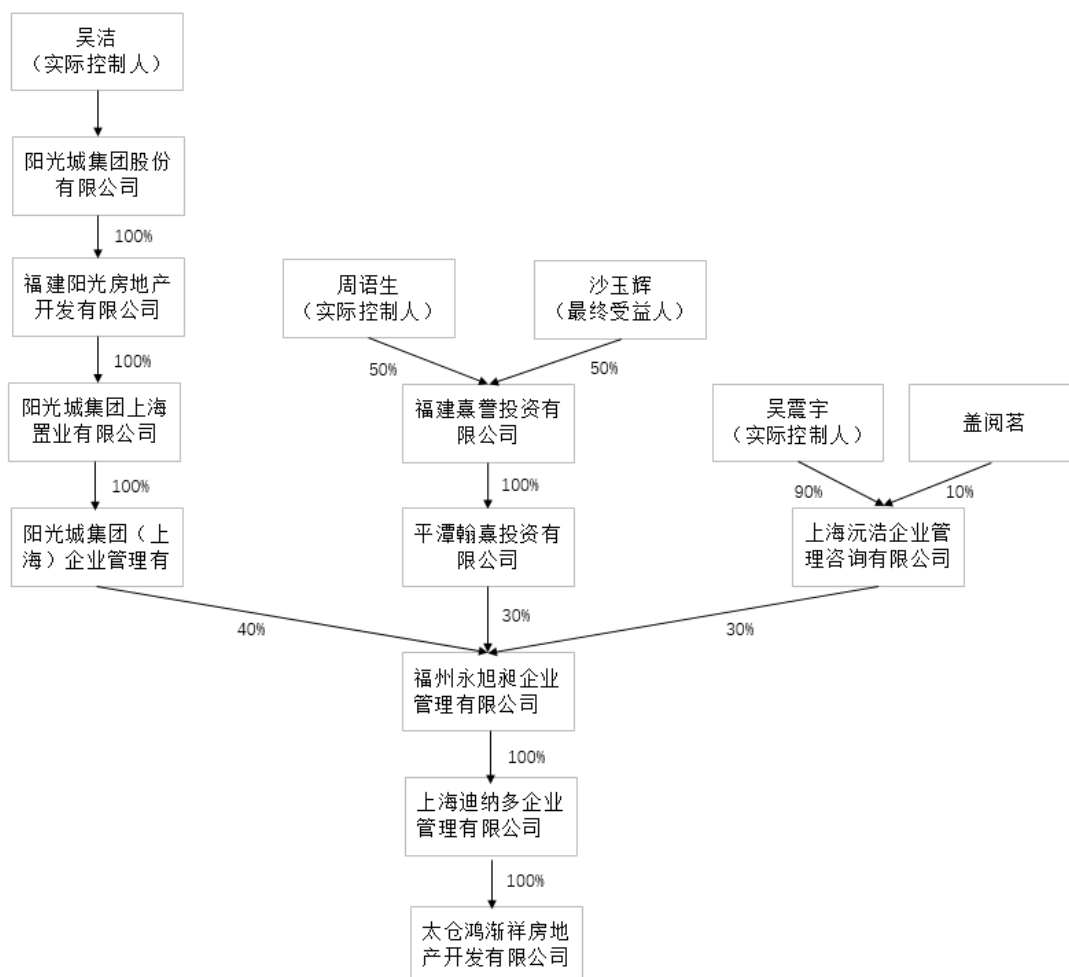 吴洁
（实际控制人）
阳光城集团股份
有限公司
100%
福建阳光房地产
开发有限公司
周语生
（实际控制人）
沙玉辉
（最终受益人）
100%
50%
50%
阳光城集团上海
置业有限公司
福建熹誉投资有
限公司
吴震宇
（实际控制人）
盖阅茗
100%
100%
90%
10%
阳光城集团（上
海）企业管理有
平潭翰熹投资有
限公司
上海沅浩企业管
理咨询有限公司
40%
30%
30%
福州永旭昶企业
管理有限公司
100%
上海迪纳多企业
管理有限公司
100%
太仓鸿渐祥房地
产开发有限公司